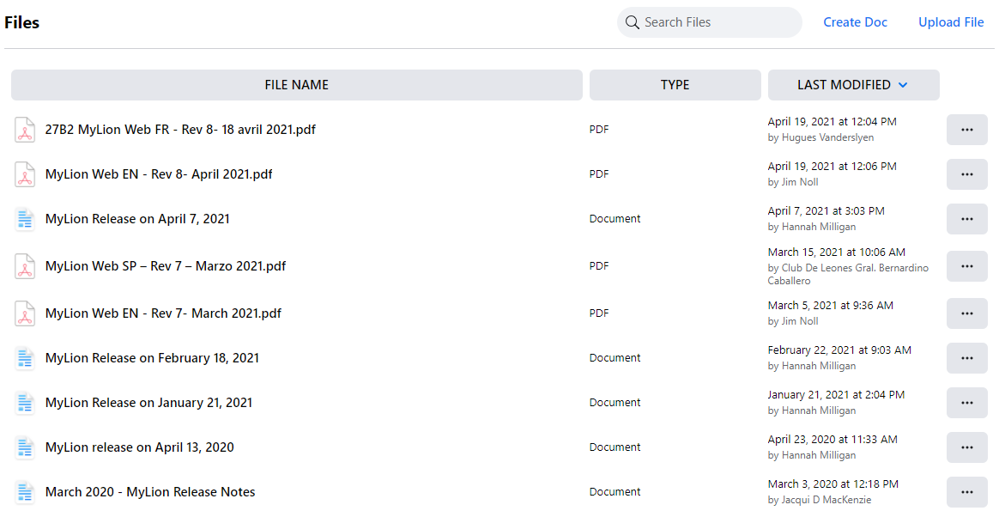 Files
Search Files
Create Doc
Upload File
FILE NAME
TYPE
LAST MODIFIED
27B2 MyLion Web FR - Rev 8- 18 avril 2021.pdf
PDF
April 19, 2021 at 12:04 PM
by Hugues Vanderslyen
MyLion Web EN - Rev 8- April 2021.pdf
PDF
April 19, 2021 at 12:06 PM
by Jim Noll
MyLion Release on April 7, 2021
Document
April 7, 2021 at 3:03 PM
by Hannah Milligan
MyLion Web SP – Rev 7 – Marzo 2021.pdf
PDF
March 15, 2021 at 10:06 AM
by Club De Leones Gral. Bernardino
Caballero
MyLion Web EN - Rev 7- March 2021.pdf
PDF
March 5, 2021 at 9:36 AM
by Jim Noll
MyLion Release on February 18, 2021
Document
February 22, 2021 at 9:03 AM
by Hannah Milligan
MyLion Release on January 21, 2021
Document
January 21, 2021 at 2:04 PM
by Hannah Milligan
MyLion release on April 13, 2020
Document
April 23, 2020 at 11:33 AM
by Hannah Milligan
March 2020 - MyLion Release Notes
Document
March 3, 2020 at 12:18 PM
by Jacqui D MacKenzie